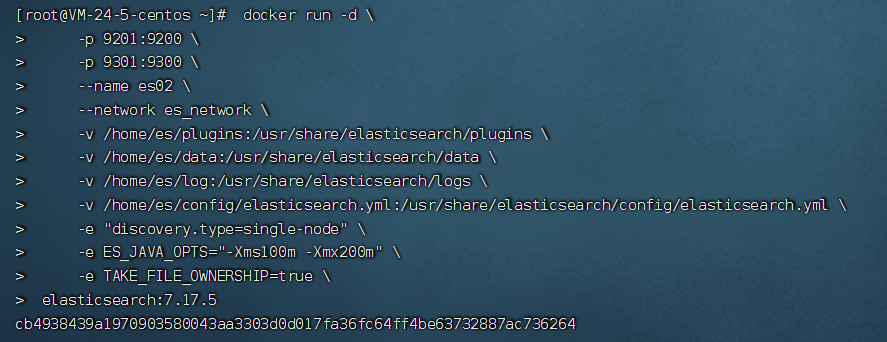 [root@VM-24-5-centos ~]#  docker run -d \
>      -p 9201:9200 \
>      -p 9301:9300 \
>      --name es02 \
>      --network es_network \
>      -v /home/es/plugins:/usr/share/elasticsearch/plugins \
>      -v /home/es/data:/usr/share/elasticsearch/data \
>      -v /home/es/log:/usr/share/elasticsearch/logs \
>      -v /home/es/config/elasticsearch.yml:/usr/share/elasticsearch/config/elasticsearch.yml \
>      -e "discovery.type=single-node" \
>      -e ES_JAVA_OPTS="-Xms100m -Xmx200m" \
>      -e TAKE_FILE_OWNERSHIP=true \
>  elasticsearch:7.17.5
cb4938439a1970903580043aa3303d0d017fa36fc64ff4be63732887ac736264